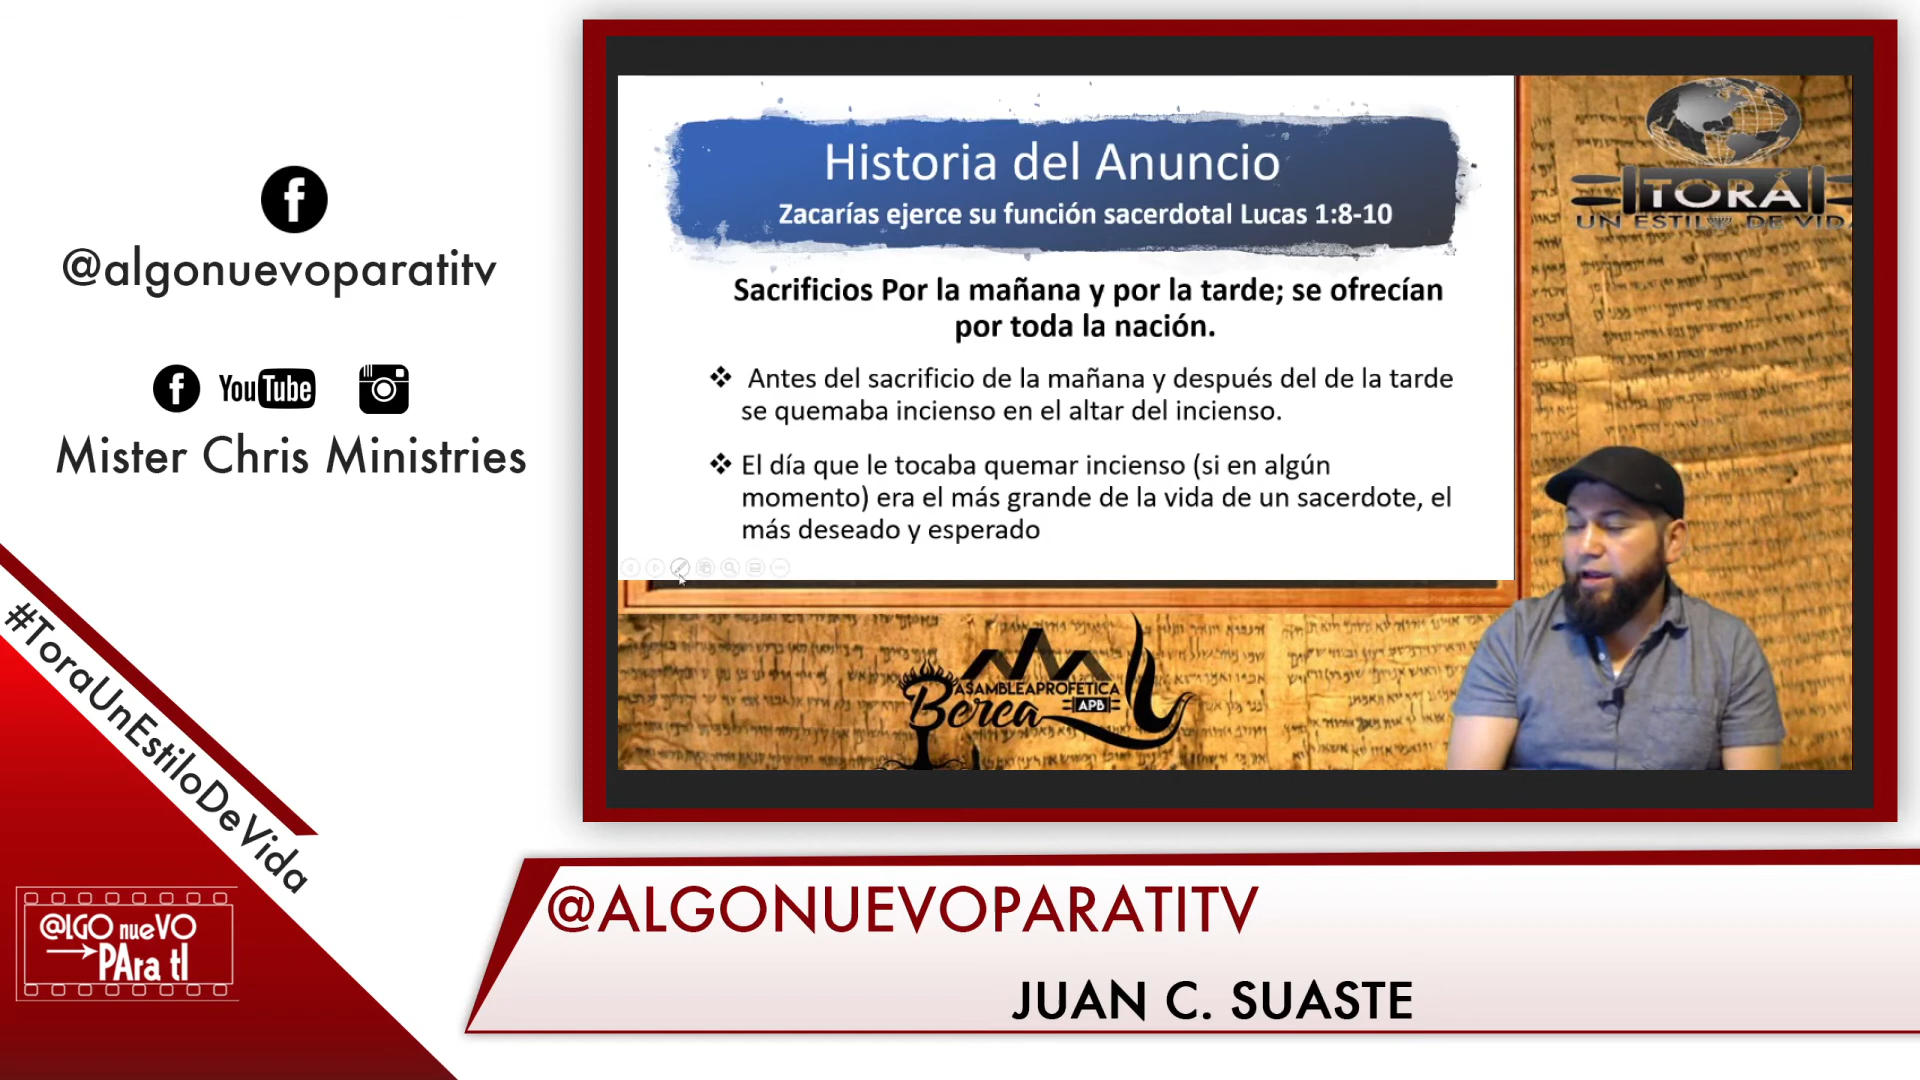 @algonuevoparatitv
YouTube
Mister Chris Ministries
#ToraUnEstiloDeVida
@LGO nueVO
PAra tI
Historia del Anuncio
Zacarías ejerce su función sacerdotal Lucas 1:8-10
Sacrificios Por la mañana y por la tarde; se ofrecían
por toda la nación.
❖ Antes del sacrificio de la mañana y después del de la tarde
se quemaba incienso en el altar del incienso.
❖ El día que le tocaba quemar incienso (si en algún
momento) era el más grande de la vida de un sacerdote, el
más deseado y esperado
TORA
UN ESTILO DE VIDA
ASAMBLEAPROFÉTICA
APB
Berea
@ALGONUEVOPARATITV
JUAN C. SUASTE